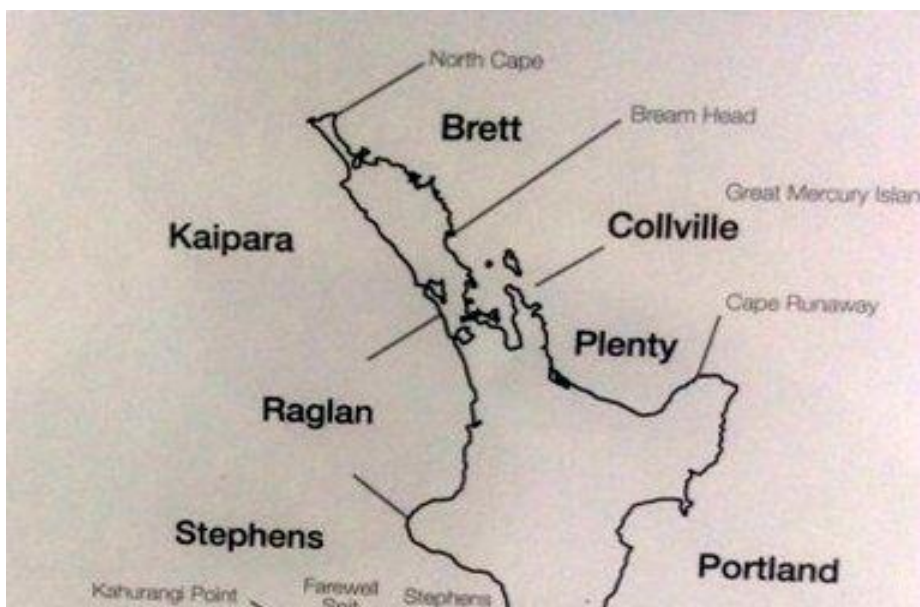 North Cape
Brett
Bream Head
Great Mercury Islan
Collville
Kaipara
Cape Runaway
Plenty
Raglan
Stephens
Portland
Kahurangi Point
Farewell
Spit
Stephens